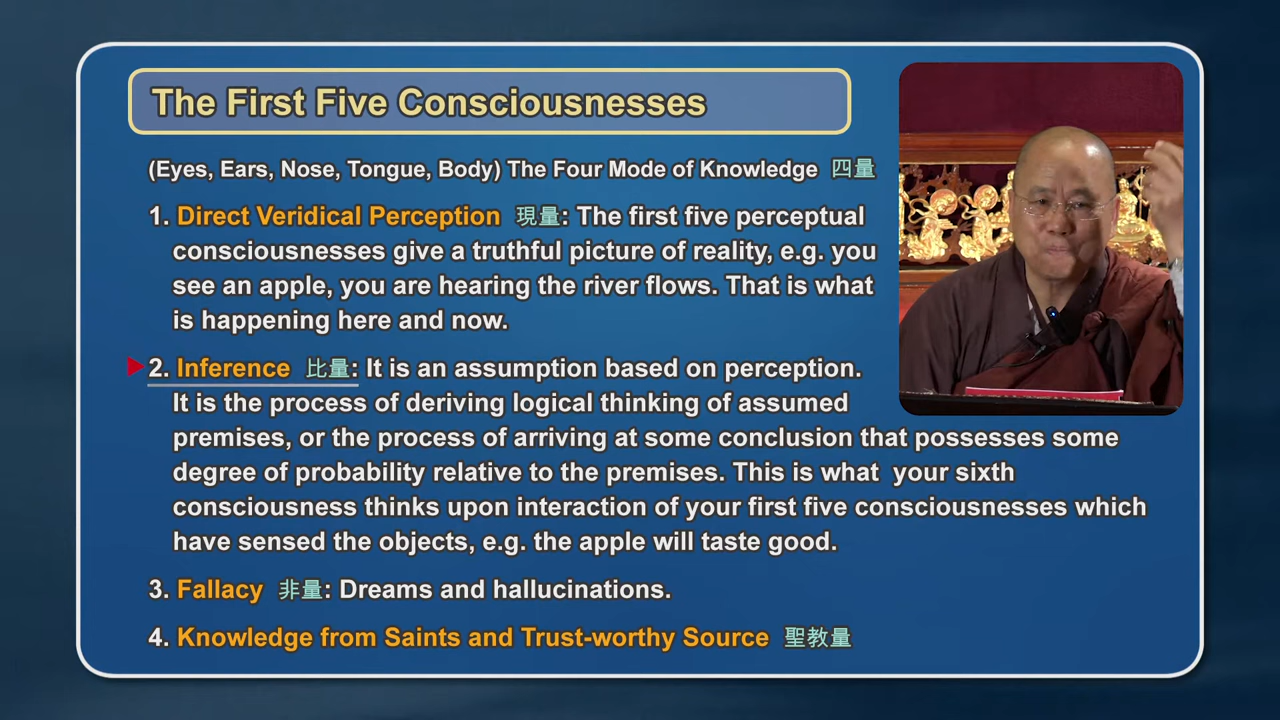 The First Five Consciousnesses
(Eyes, Ears, Nose, Tongue, Body) The Four Mode of Knowledge 四量
1. Direct Veridical Perception 現量: The first five perceptual
consciousnesses give a truthful picture of reality, e.g. you
see an apple, you are hearing the river flows. That is what
is happening here and now.
2. Inference 比量: It is an assumption based on perception.
It is the process of deriving logical thinking of assumed
premises, or the process of arriving at some conclusion that possesses some
degree of probability relative to the premises. This is what your sixth
consciousness thinks upon interaction of your first five consciousnesses which
have sensed the objects, e.g. the apple will taste good.
3. Fallacy 非量: Dreams and hallucinations.
4. Knowledge from Saints and Trust-worthy Source 聖教量